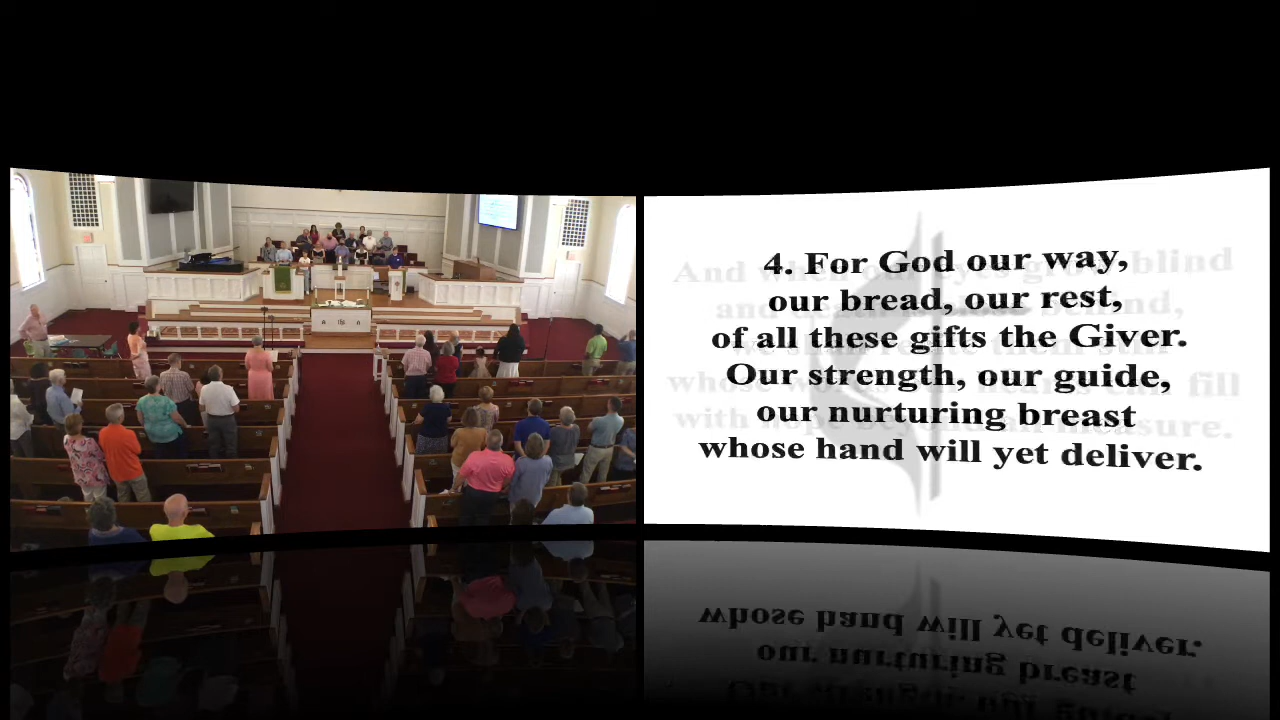 4. For God our way,
our bread, our rest,
of all these gifts the Giver.
Our strength, our guide,
our nurturing breast
whose hand will yet deliver.